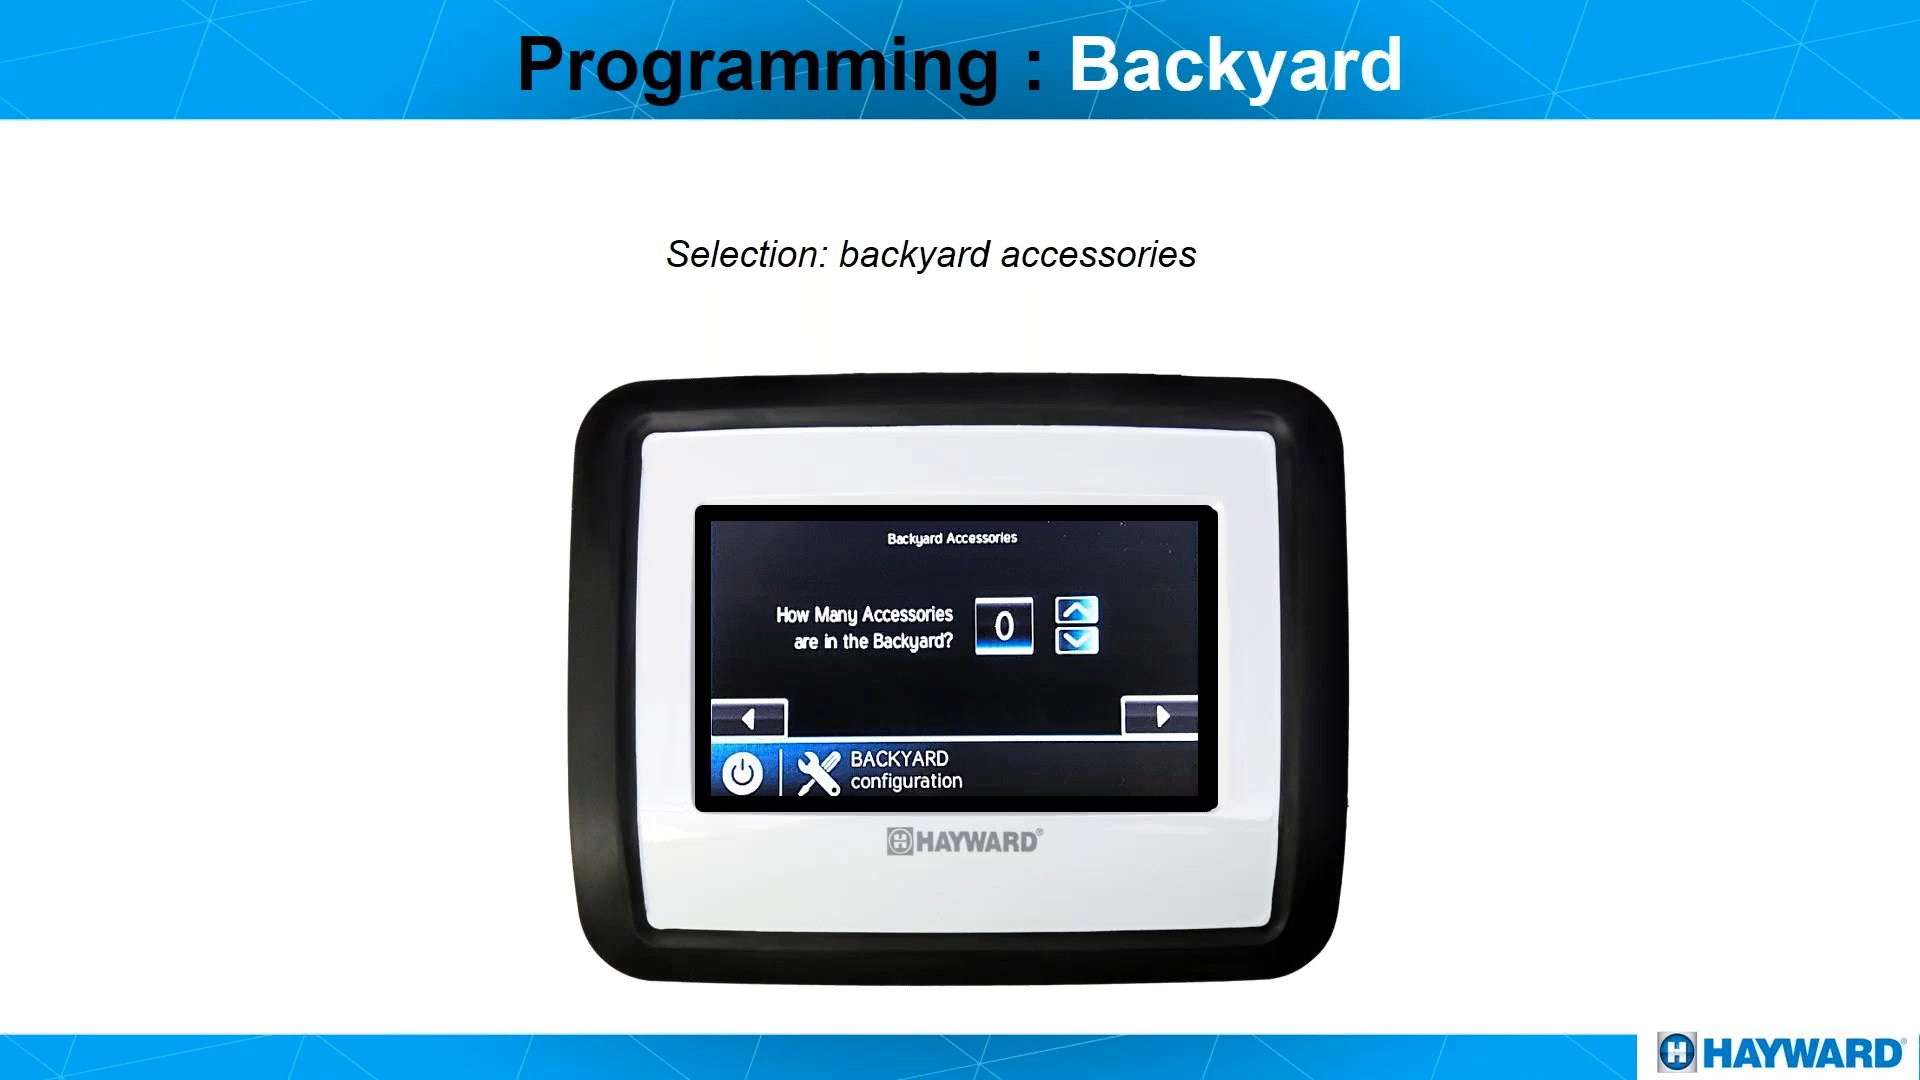 Programming : Backyard
Selection: backyard accessories
Backyard Accessories
How Many Accessories
are in the Backyard?
0
BACKYARD
configuration
HAYWARD®
HAYWARD®